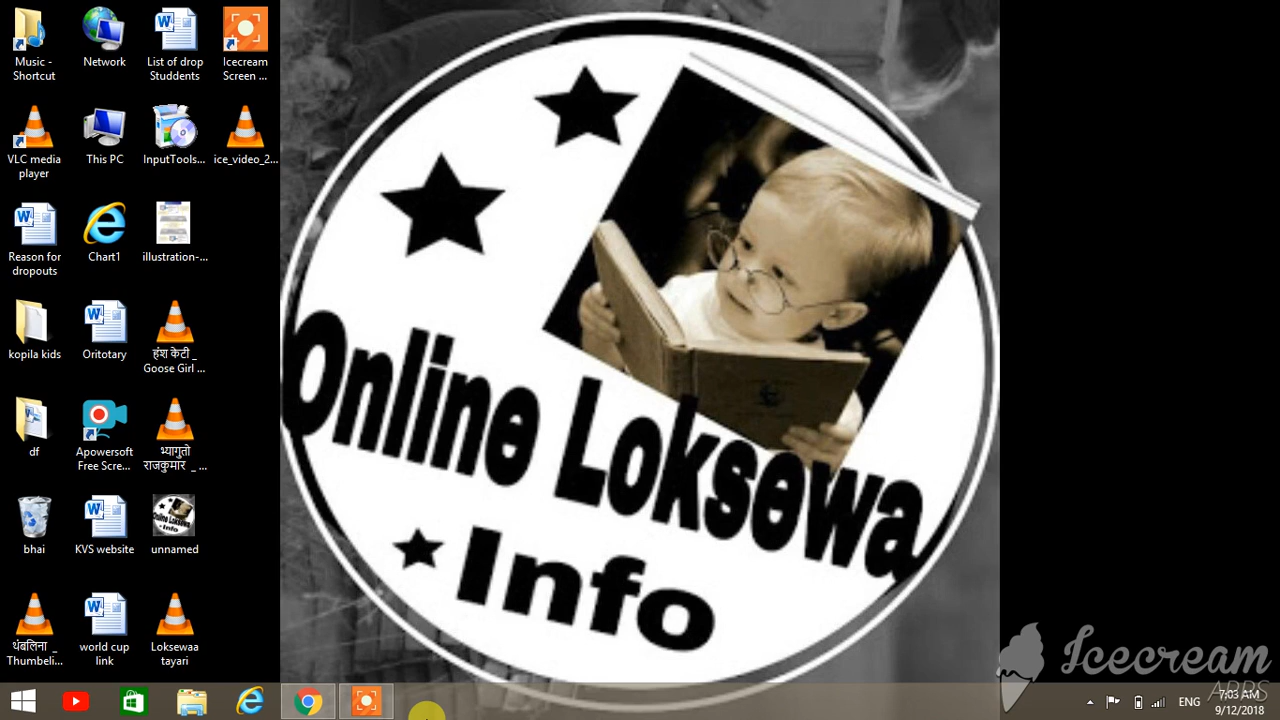 Music -
Shortcut
Network
List of drop
Studdents
Icecream
Screen ...
VLC media
player
This PC
InputTools...
ice_video_2...
Reason for
dropouts
Chart1
illustration-...
kopila kids
Oritotary
हंश केटी _
Goose Girl ...
df
Apowersoft
Free Scre...
भ्यागुतो
राजकुमार _ ...
bhai
KVS website
unnamed
थंबलिना _
Thumbeli...
world cup
link
Loksewaa
tayari
Online Loksewa
Info
Icecream
APPS
ENG
7:03 AM
9/12/2018